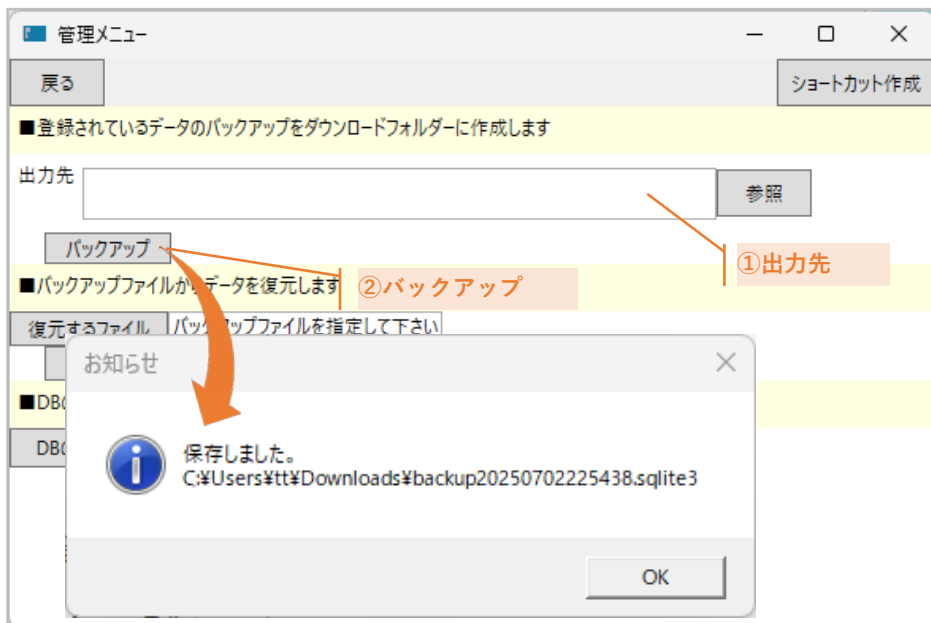 管理メニュー
戻る
ショートカット作成
■登録されているデータのバックアップをダウンロードフォルダーに作成します
出力先
参照
バックアップ
①出力先
■バックアップファイルからデータを復元します
②バックアップ
復元するファイル
バックアップファイルを指定して下さい
お知らせ
■DB
DB
保存しました。
C:¥Users¥tt¥Downloads¥backup20250702225438.sqlite3
OK